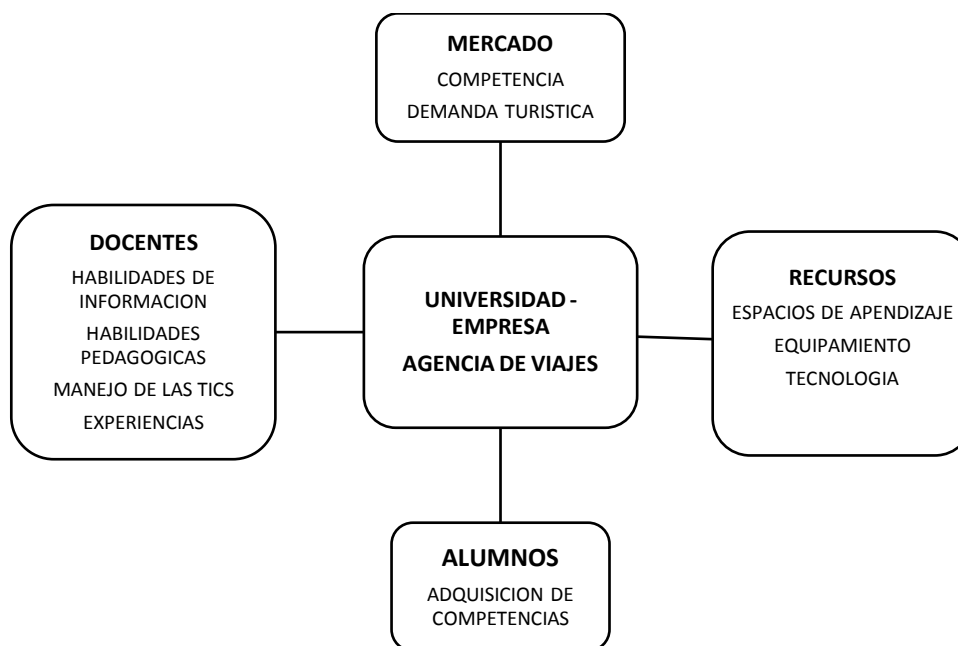 MERCADO
COMPETENCIA
DEMANDA TURISTICA
DOCENTES
HABILIDADES DE
INFORMACION
HABILIDADES
PEDAGOGICAS
MANEJO DE LAS TICS
EXPERIENCIAS
UNIVERSIDAD -
EMPRESA
AGENCIA DE VIAJES
RECURSOS
ESPACIOS DE APENDIZAJE
EQUIPAMIENTO
TECNOLOGIA
ALUMNOS
ADQUISICION DE
COMPETENCIAS